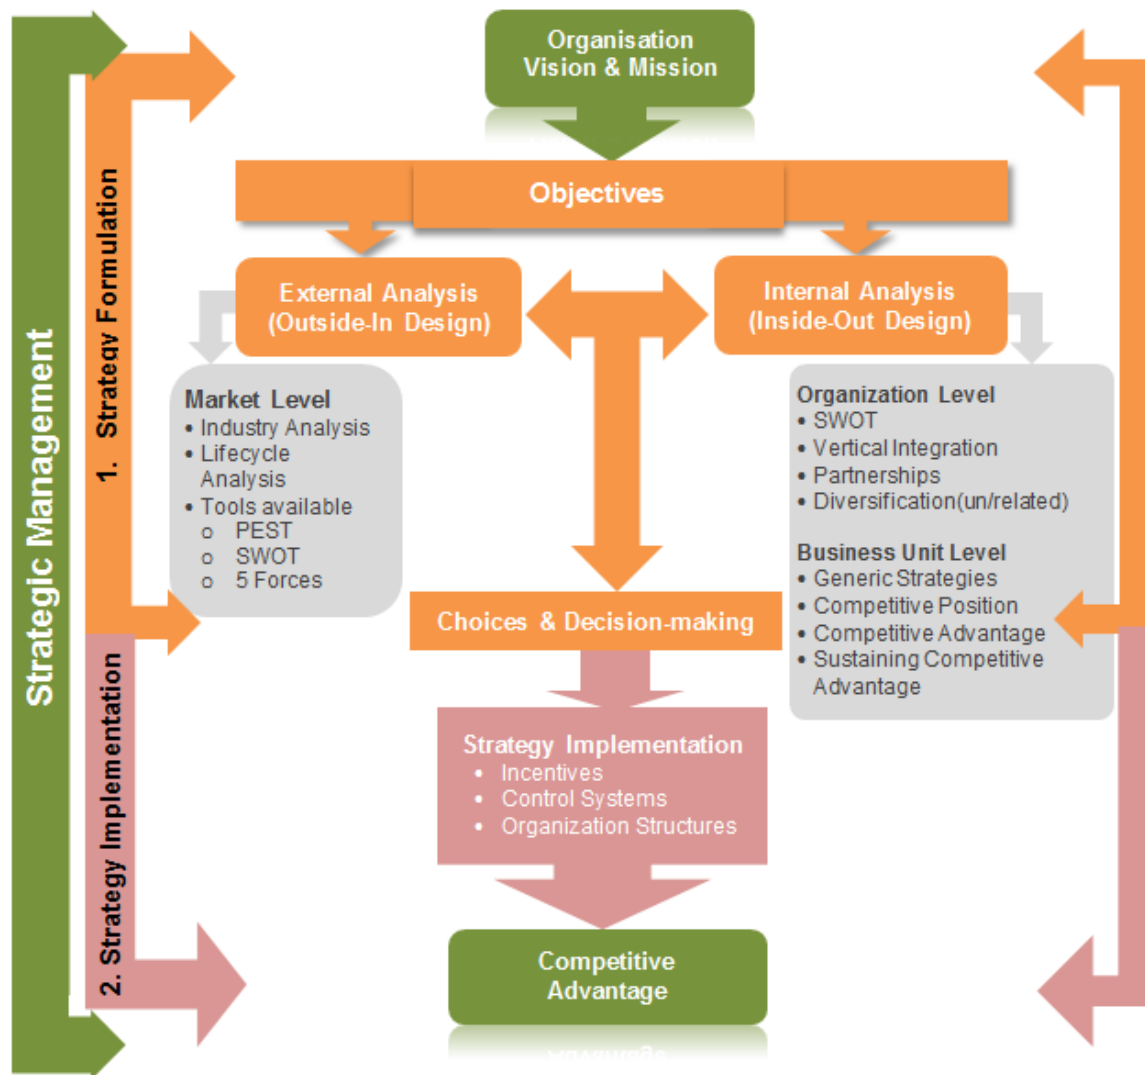 Organisation
Vision & Mission
Objectives
External Analysis
(Outside-In Design)
Internal Analysis
(Inside-Out Design)
Market Level
• Industry Analysis
• Lifecycle
Analysis
• Tools available
o PEST
o SWOT
o 5 Forces
Organization Level
• SWOT
• Vertical Integration
• Partnerships
• Diversification(un/related)
Business Unit Level
• Generic Strategies
• Competitive Position
• Competitive Advantage
• Sustaining Competitive
Advantage
Choices & Decision-making
Strategy Implementation
• Incentives
• Control Systems
• Organization Structures
Competitive
Advantage
Strategic Management
1. Strategy Formulation
2. Strategy Implementation